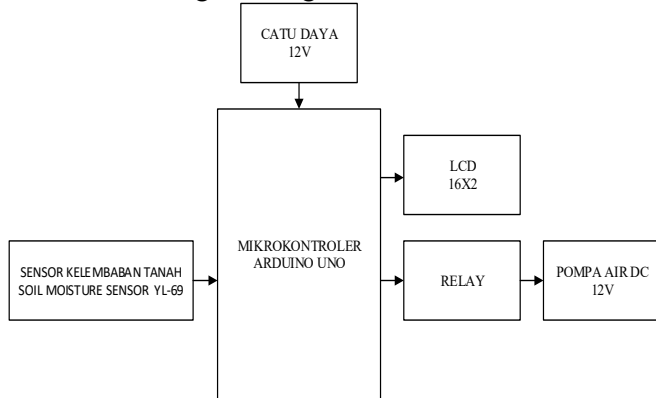 CATU DAYA
12V
LCD
16X2
MIKROKONTROLER
ARDUINO UNO
SENSOR KELEMBABAN TANAH
SOIL MOISTURE SENSOR YL-69
RELAY
POMPA AIR DC
12V